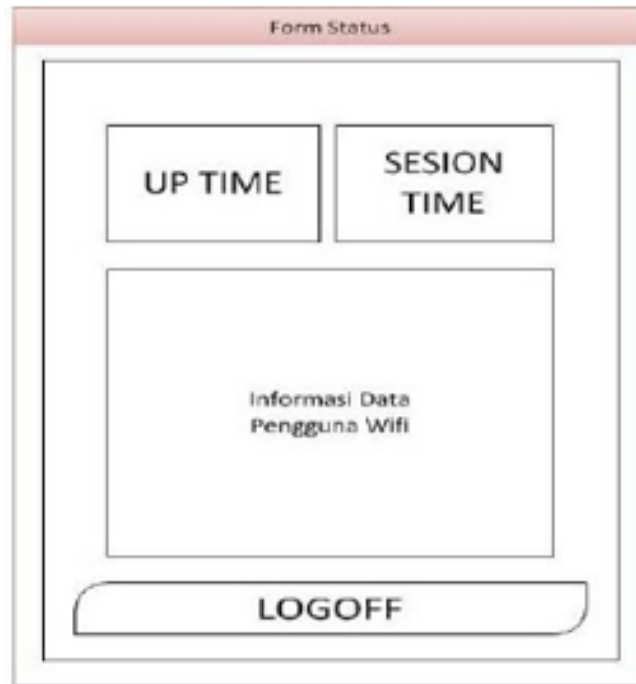 Form Status
UP TIME
SESION
TIME
Informasi Data
Pengguna Wifi
LOGOFF